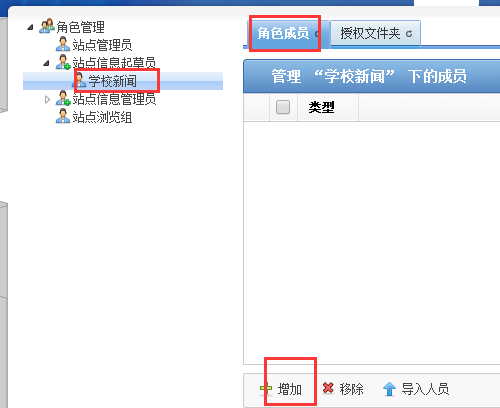 角色管理
站点管理员
站点信息起草员
学校新闻
站点信息管理员
站点浏览组
角色成员
授权文件夹
管理 “学校新闻” 下的成员
类型
增加
移除
导入人员